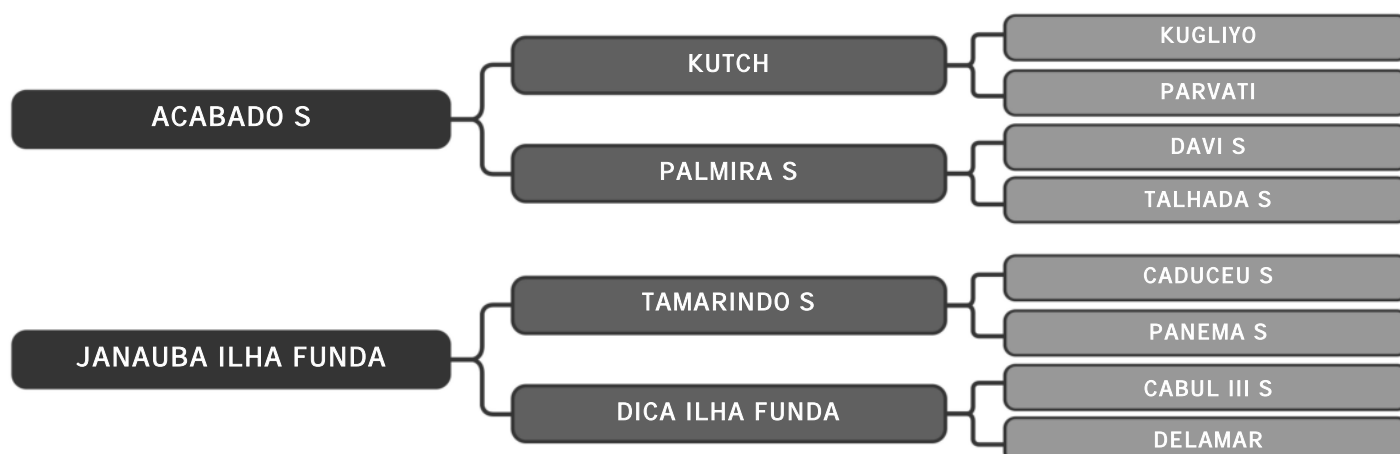 KUGLIYO
KUTCH
PARVATI
ACABADO S
DAVI S
PALMIRA S
TALHADA S
CADUCEU S
TAMARINDO S
PANEMA S
JANAUBA ILHA FUNDA
CABUL III S
DICA ILHA FUNDA
DELAMAR